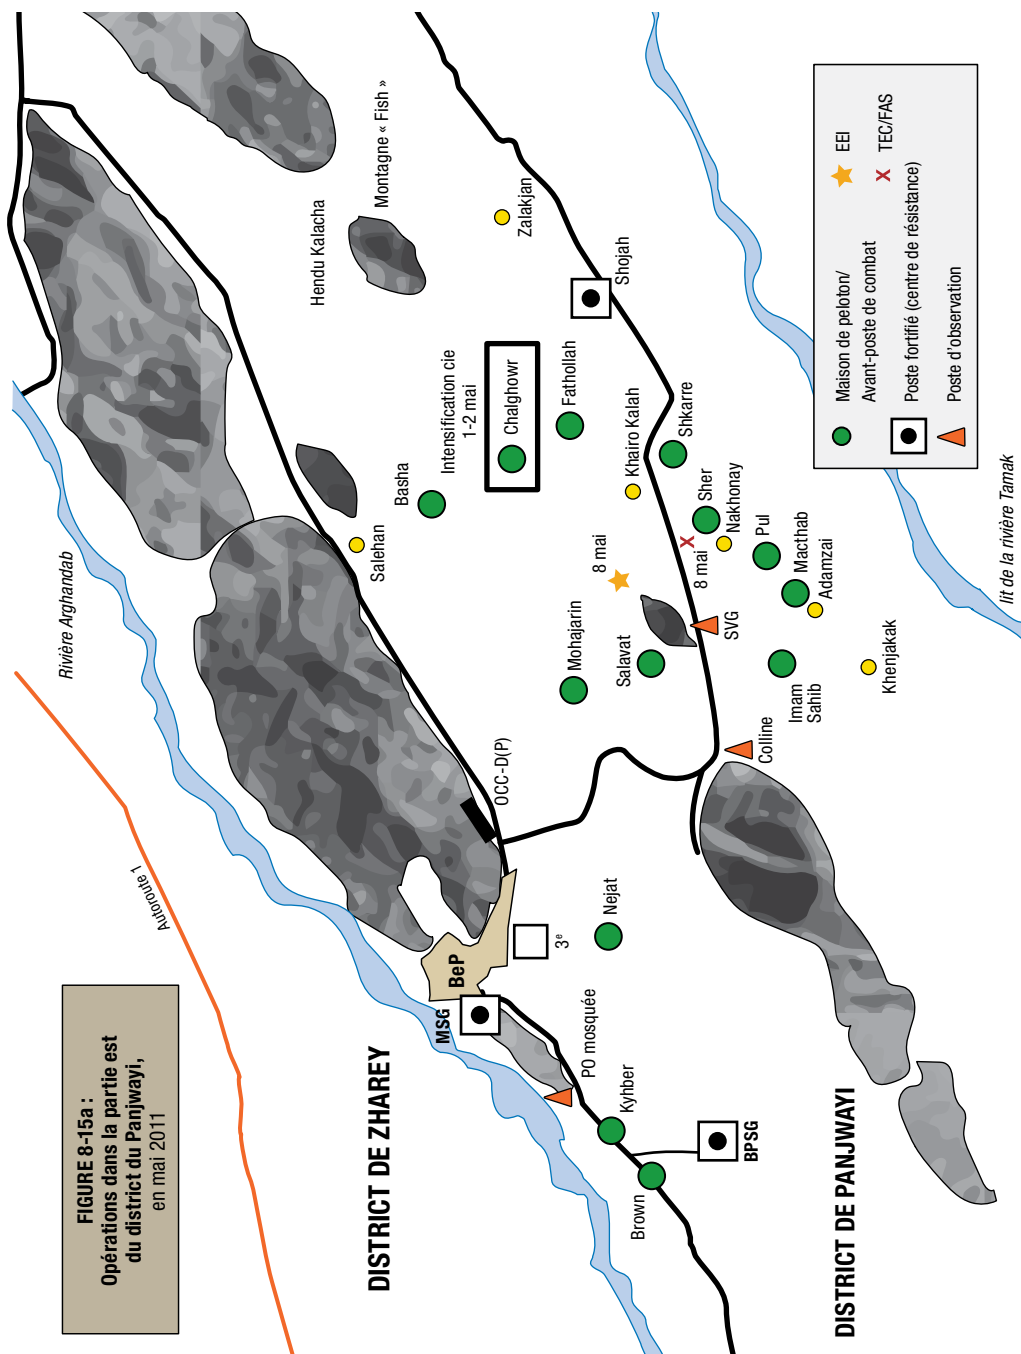 FIGURE 8-15a :
Opérations dans la partie est
du district du Panjwayi,
en mai 2011
Autoroute 1
Rivière Arghandab
DISTRICT DE ZHAREY
MSG
BeP
3e
OCC-D(P)
PO mosquée
Kyhber
Brown
BPSG
Nejat
DISTRICT DE PANJWAYI
Colline
Salehan
Basha
Intensification cie
1-2 mai
Chalghowr
Fathollah
Hendu Kalacha
Montagne « Fish »
Zalakjan
Shojah
Mohajarin
Salavat
8 mai
Khairo Kalah
Shkarre
SVG
X
8 mai
Sher
Nakhonay
Pul
Macthab
Adamzai
Imam
Sahib
Khenjakak
lit de la rivière Tamak
Maison de peloton/
Avant-poste de combat
Poste fortifié (centre de résistance)
Poste d'observation
EEI
X TEC/FAS